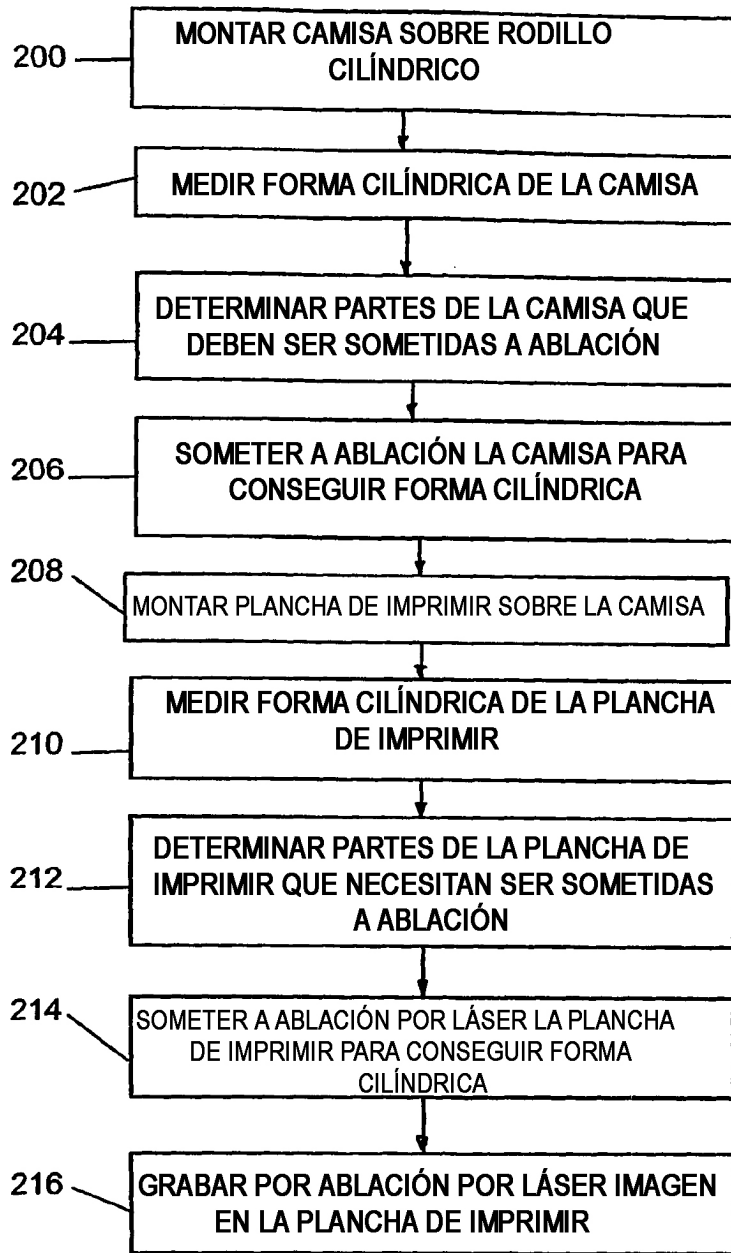 200
MONTAR CAMISA SOBRE RODILLO
CILÍNDRICO
202
MEDIR FORMA CILÍNDRICA DE LA CAMISA
204
DETERMINAR PARTES DE LA CAMISA QUE
DEBEN SER SOMETIDAS A ABLACIÓN
206
SOMETER A ABLACIÓN LA CAMISA PARA
CONSEGUIR FORMA CILÍNDRICA
208
MONTAR PLANCHA DE IMPRIMIR SOBRE LA CAMISA
210
MEDIR FORMA CILÍNDRICA DE LA PLANCHA
DE IMPRIMIR
212
DETERMINAR PARTES DE LA PLANCHA DE
IMPRIMIR QUE NECESITAN SER SOMETIDAS
A ABLACIÓN
214
SOMETER A ABLACIÓN POR LÁSER LA PLANCHA
DE IMPRIMIR PARA CONSEGUIR FORMA
CILÍNDRICA
216
GRABAR POR ABLACIÓN POR LÁSER IMAGEN
EN LA PLANCHA DE IMPRIMIR